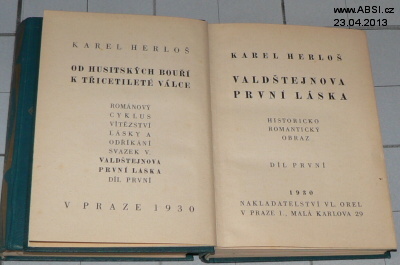 www.ABSI.cz
23.04.2013
KAREL HERLOŠ
OD HUSITSKÝCH BOUŘÍ
K TŘICETILETÉ VÁLCE
ROMÁNOVÝ
CYKLUS
VÍTĚZSTVÍ
LÁSKY A
ODŘÍKÁNÍ
SVAZEK V.
VALDŠTEJNOVA
PRVNÍ LÁSKA
DÍL PRVNÍ
V PRAZE 1930
KAREL HERLOŠ
VALDŠTEJNOVA
PRVNÍ LÁSKA
HISTORICKO
ROMANTICKÝ
OBRAZ
DÍL PRVNÍ
1930
NAKLADATELSTVÍ VL. OREL
V PRAZE I., MALÁ KARLOVA 29